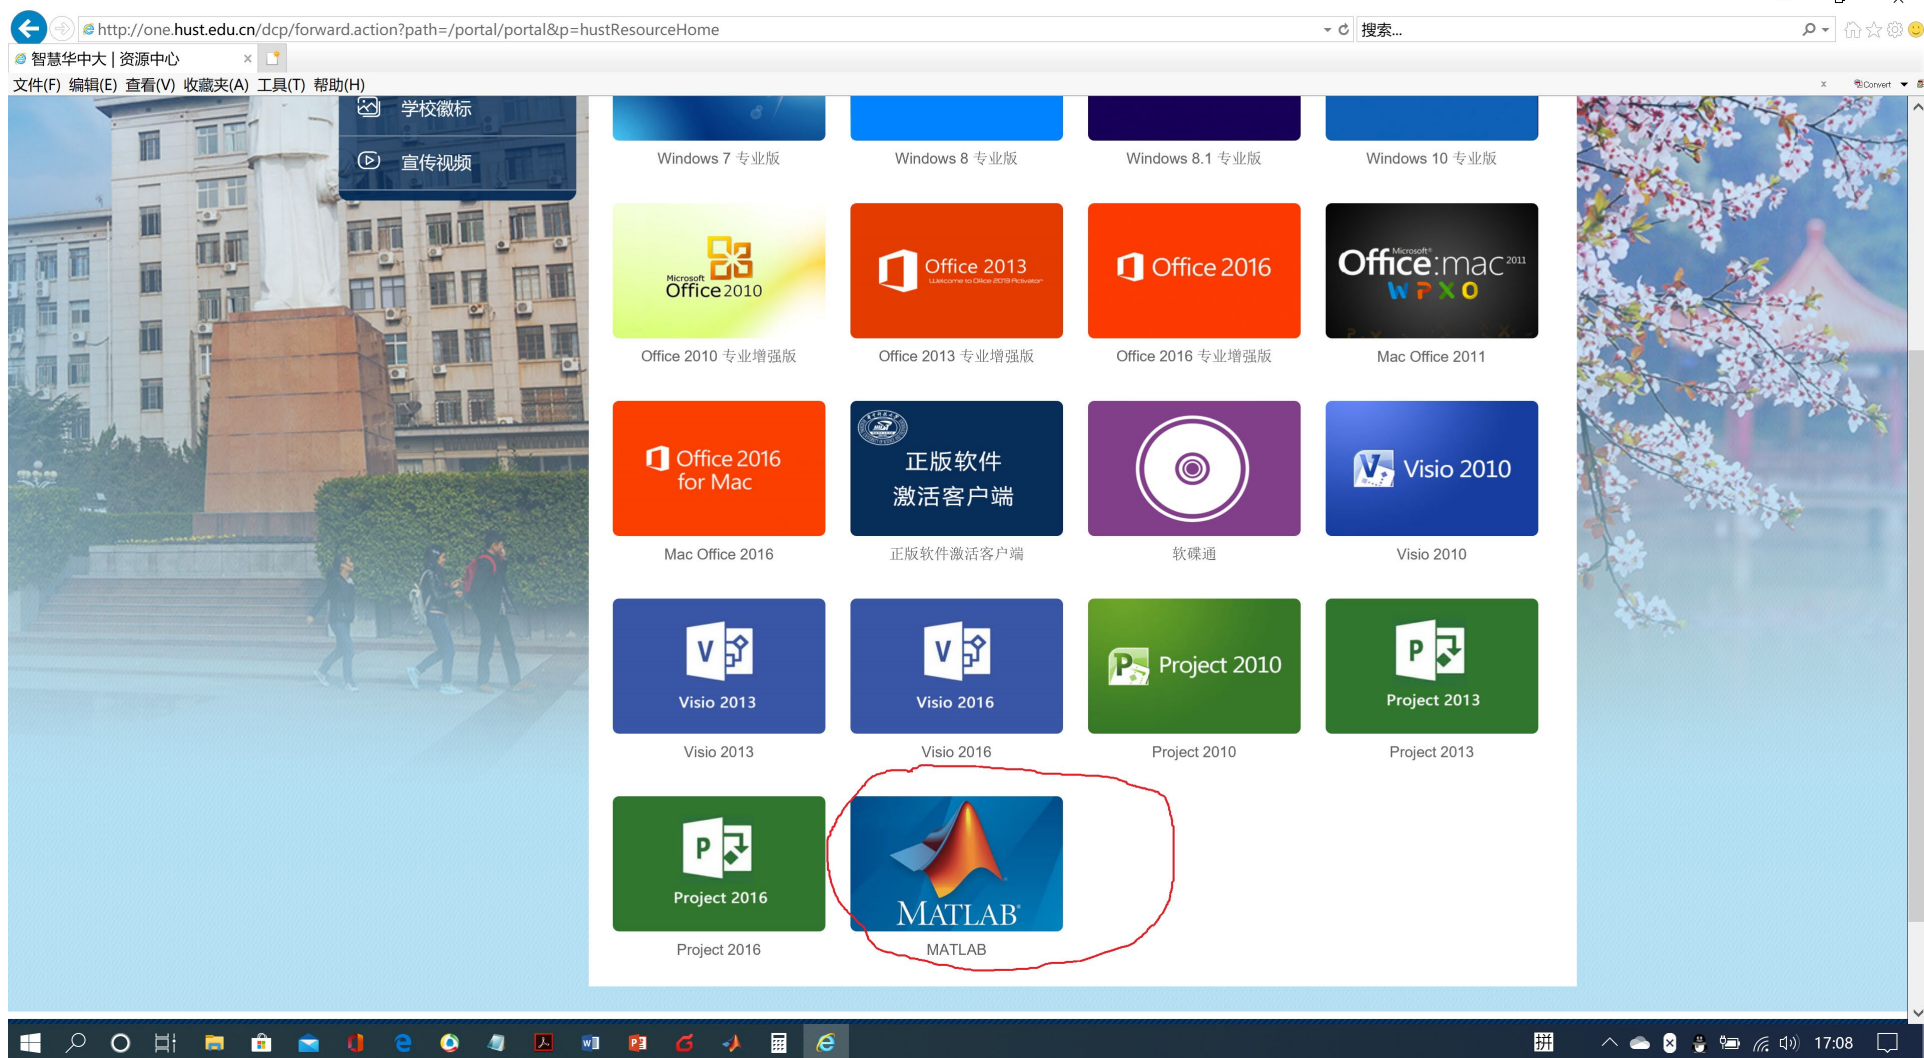 http://one.hust.edu.cn/dcp/forward.action?path=/portal/portal&p=hustResourceHome
搜索...
智慧华中大 | 资源中心
文件(F) 编辑(E) 查看(V) 收藏夹(A) 工具(T) 帮助(H)
x Convert
学校徽标
宣传视频
Windows 7 专业版
Windows 8 专业版
Windows 8.1 专业版
Windows 10 专业版
Microsoft
Office 2010
Office 2013
Office 2016
Microsoft®
Office:mac 2011
W P X O
Office 2010 专业增强版
Office 2013 专业增强版
Office 2016 专业增强版
Mac Office 2011
Office 2016
for Mac
正版软件
激活客户端
Visio 2010
Mac Office 2016
正版软件激活客户端
软碟通
Visio 2010
Visio 2013
Visio 2016
Project 2010
Project 2013
Visio 2013
Visio 2016
Project 2010
Project 2013
Project 2016
MATLAB®
Project 2016
MATLAB
拼
17:08